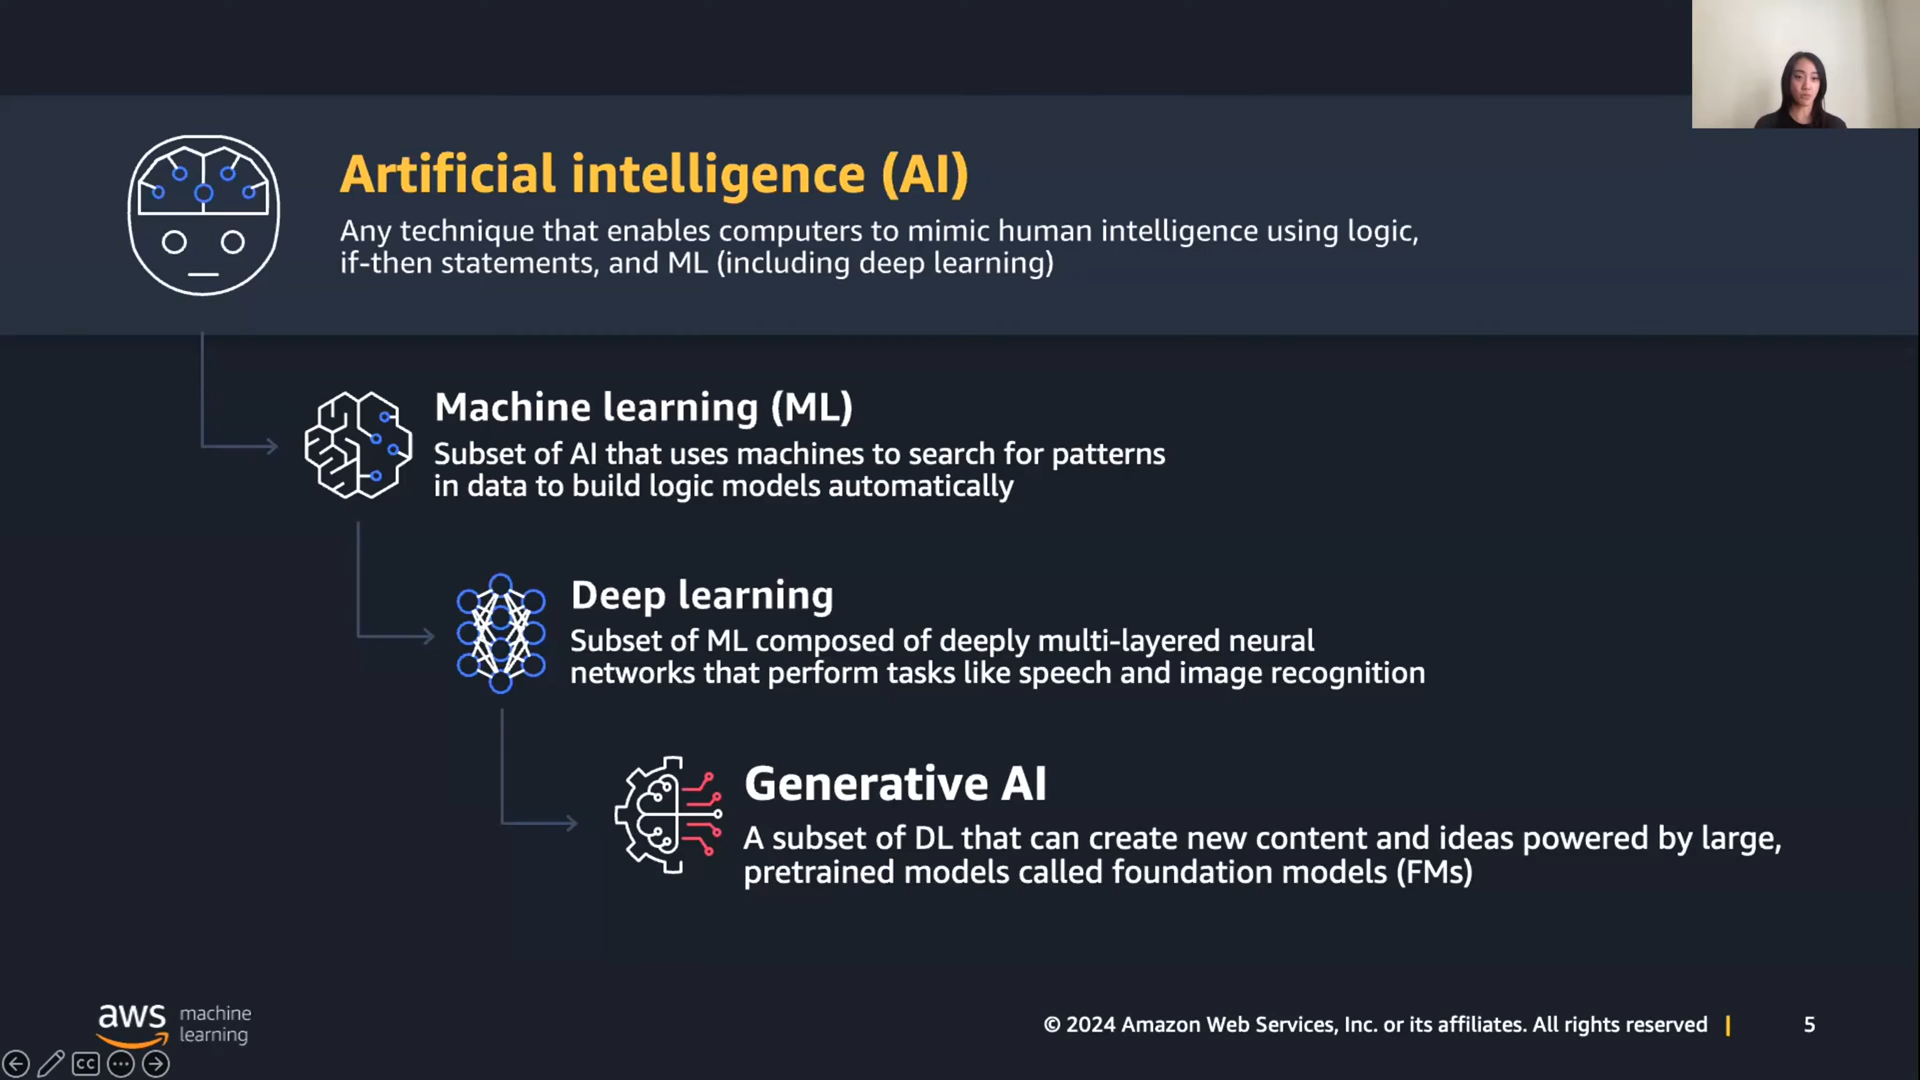 Artificial intelligence (AI)
Any technique that enables computers to mimic human intelligence using logic,
if-then statements, and ML (including deep learning)
Machine learning (ML)
Subset of AI that uses machines to search for patterns
in data to build logic models automatically
Deep learning
Subset of ML composed of deeply multi-layered neural
networks that perform tasks like speech and image recognition
Generative AI
A subset of DL that can create new content and ideas powered by large,
pretrained models called foundation models (FMs)
aws machine
learning
© 2024 Amazon Web Services, Inc. or its affiliates. All rights reserved | 5
CC